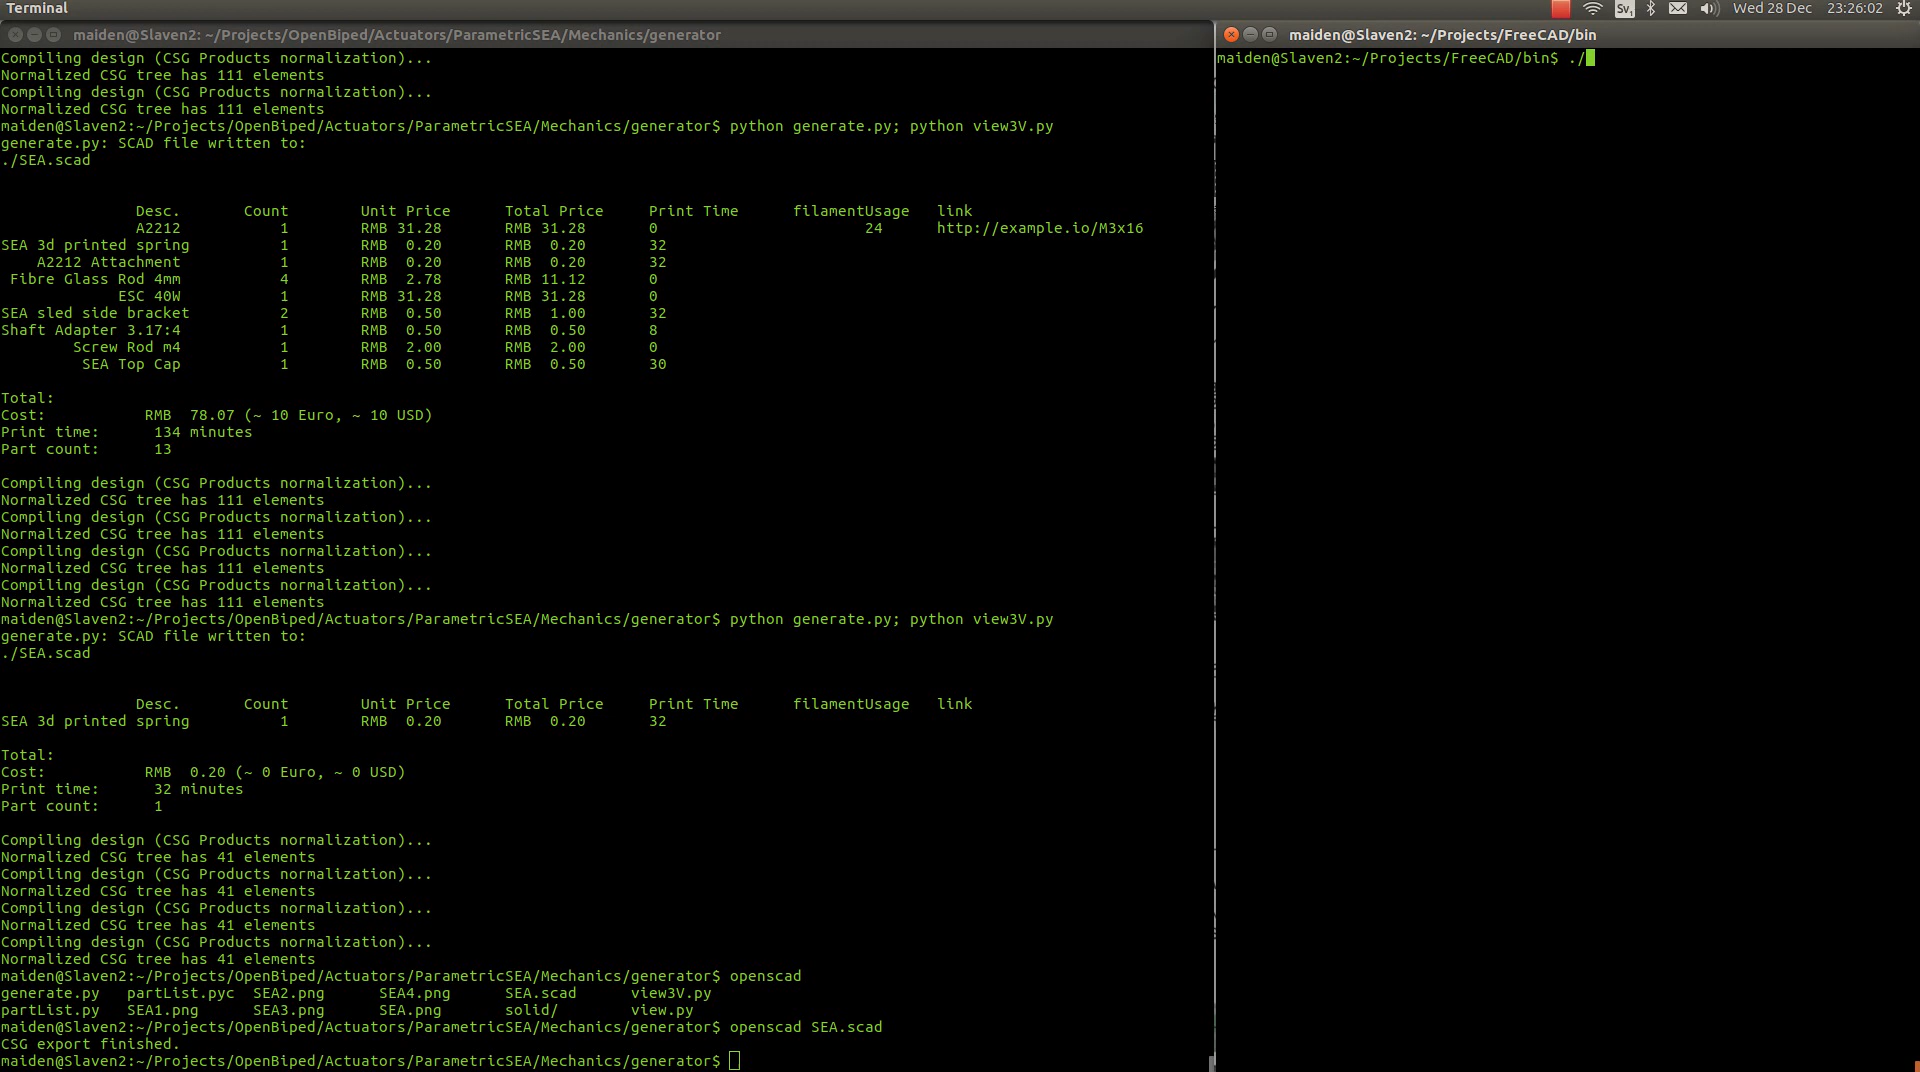 Terminal
Sv1 Wed 28 Dec 23:26:02
maiden@Slaven2: ~/Projects/OpenBiped/Actuators/ParametricSEA/Mechanics/generator
Compiling design (CSG Products normalization)...
Normalized CSG tree has 111 elements
Compiling design (CSG Products normalization)...
Normalized CSG tree has 111 elements
maiden@Slaven2:~/Projects/OpenBiped/Actuators/ParametricSEA/Mechanics/generator$ python generate.py; python view3V.py
generate.py: SCAD file written to:
./SEA.scad
Desc. Count Unit Price Total Price Print Time filamentUsage link
A2212 1 RMB 31.28 RMB 31.28 0 24 http://example.io/M3x16
SEA 3d printed spring 1 RMB 0.20 RMB 0.20 32
A2212 Attachment 1 RMB 0.20 RMB 0.20 32
Fibre Glass Rod 4mm 4 RMB 2.78 RMB 11.12 0
ESC 40W 1 RMB 31.28 RMB 31.28 0
SEA sled side bracket 2 RMB 0.50 RMB 1.00 32
Shaft Adapter 3.17:4 1 RMB 0.50 RMB 0.50 8
Screw Rod m4 1 RMB 2.00 RMB 2.00 0
SEA Top Cap 1 RMB 0.50 RMB 0.50 30
Total:
Cost: RMB 78.07 (~ 10 Euro, ~ 10 USD)
Print time: 134 minutes
Part count: 13
Compiling design (CSG Products normalization)...
Normalized CSG tree has 111 elements
Compiling design (CSG Products normalization)...
Normalized CSG tree has 111 elements
Compiling design (CSG Products normalization)...
Normalized CSG tree has 111 elements
Compiling design (CSG Products normalization)...
Normalized CSG tree has 111 elements
maiden@Slaven2:~/Projects/OpenBiped/Actuators/ParametricSEA/Mechanics/generator$ python generate.py; python view3V.py
generate.py: SCAD file written to:
./SEA.scad
Desc. Count Unit Price Total Price Print Time filamentUsage link
SEA 3d printed spring 1 RMB 0.20 RMB 0.20 32
Total:
Cost: RMB 0.20 (~ 0 Euro, ~ 0 USD)
Print time: 32 minutes
Part count: 1
Compiling design (CSG Products normalization)...
Normalized CSG tree has 41 elements
Compiling design (CSG Products normalization)...
Normalized CSG tree has 41 elements
Compiling design (CSG Products normalization)...
Normalized CSG tree has 41 elements
Compiling design (CSG Products normalization)...
Normalized CSG tree has 41 elements
maiden@Slaven2:~/Projects/OpenBiped/Actuators/ParametricSEA/Mechanics/generator$ openscad
generate.py partList.pyc SEA2.png SEA4.png SEA.scad view3V.py
partList.py SEA1.png SEA3.png SEA.png solid/ view.py
maiden@Slaven2:~/Projects/OpenBiped/Actuators/ParametricSEA/Mechanics/generator$ openscad SEA.scad
CSG export finished.
maiden@Slaven2:~/Projects/OpenBiped/Actuators/ParametricSEA/Mechanics/generator$
maiden@Slaven2: ~/Projects/FreeCAD/bin
maiden@Slaven2:~/Projects/FreeCAD/bin$ ./